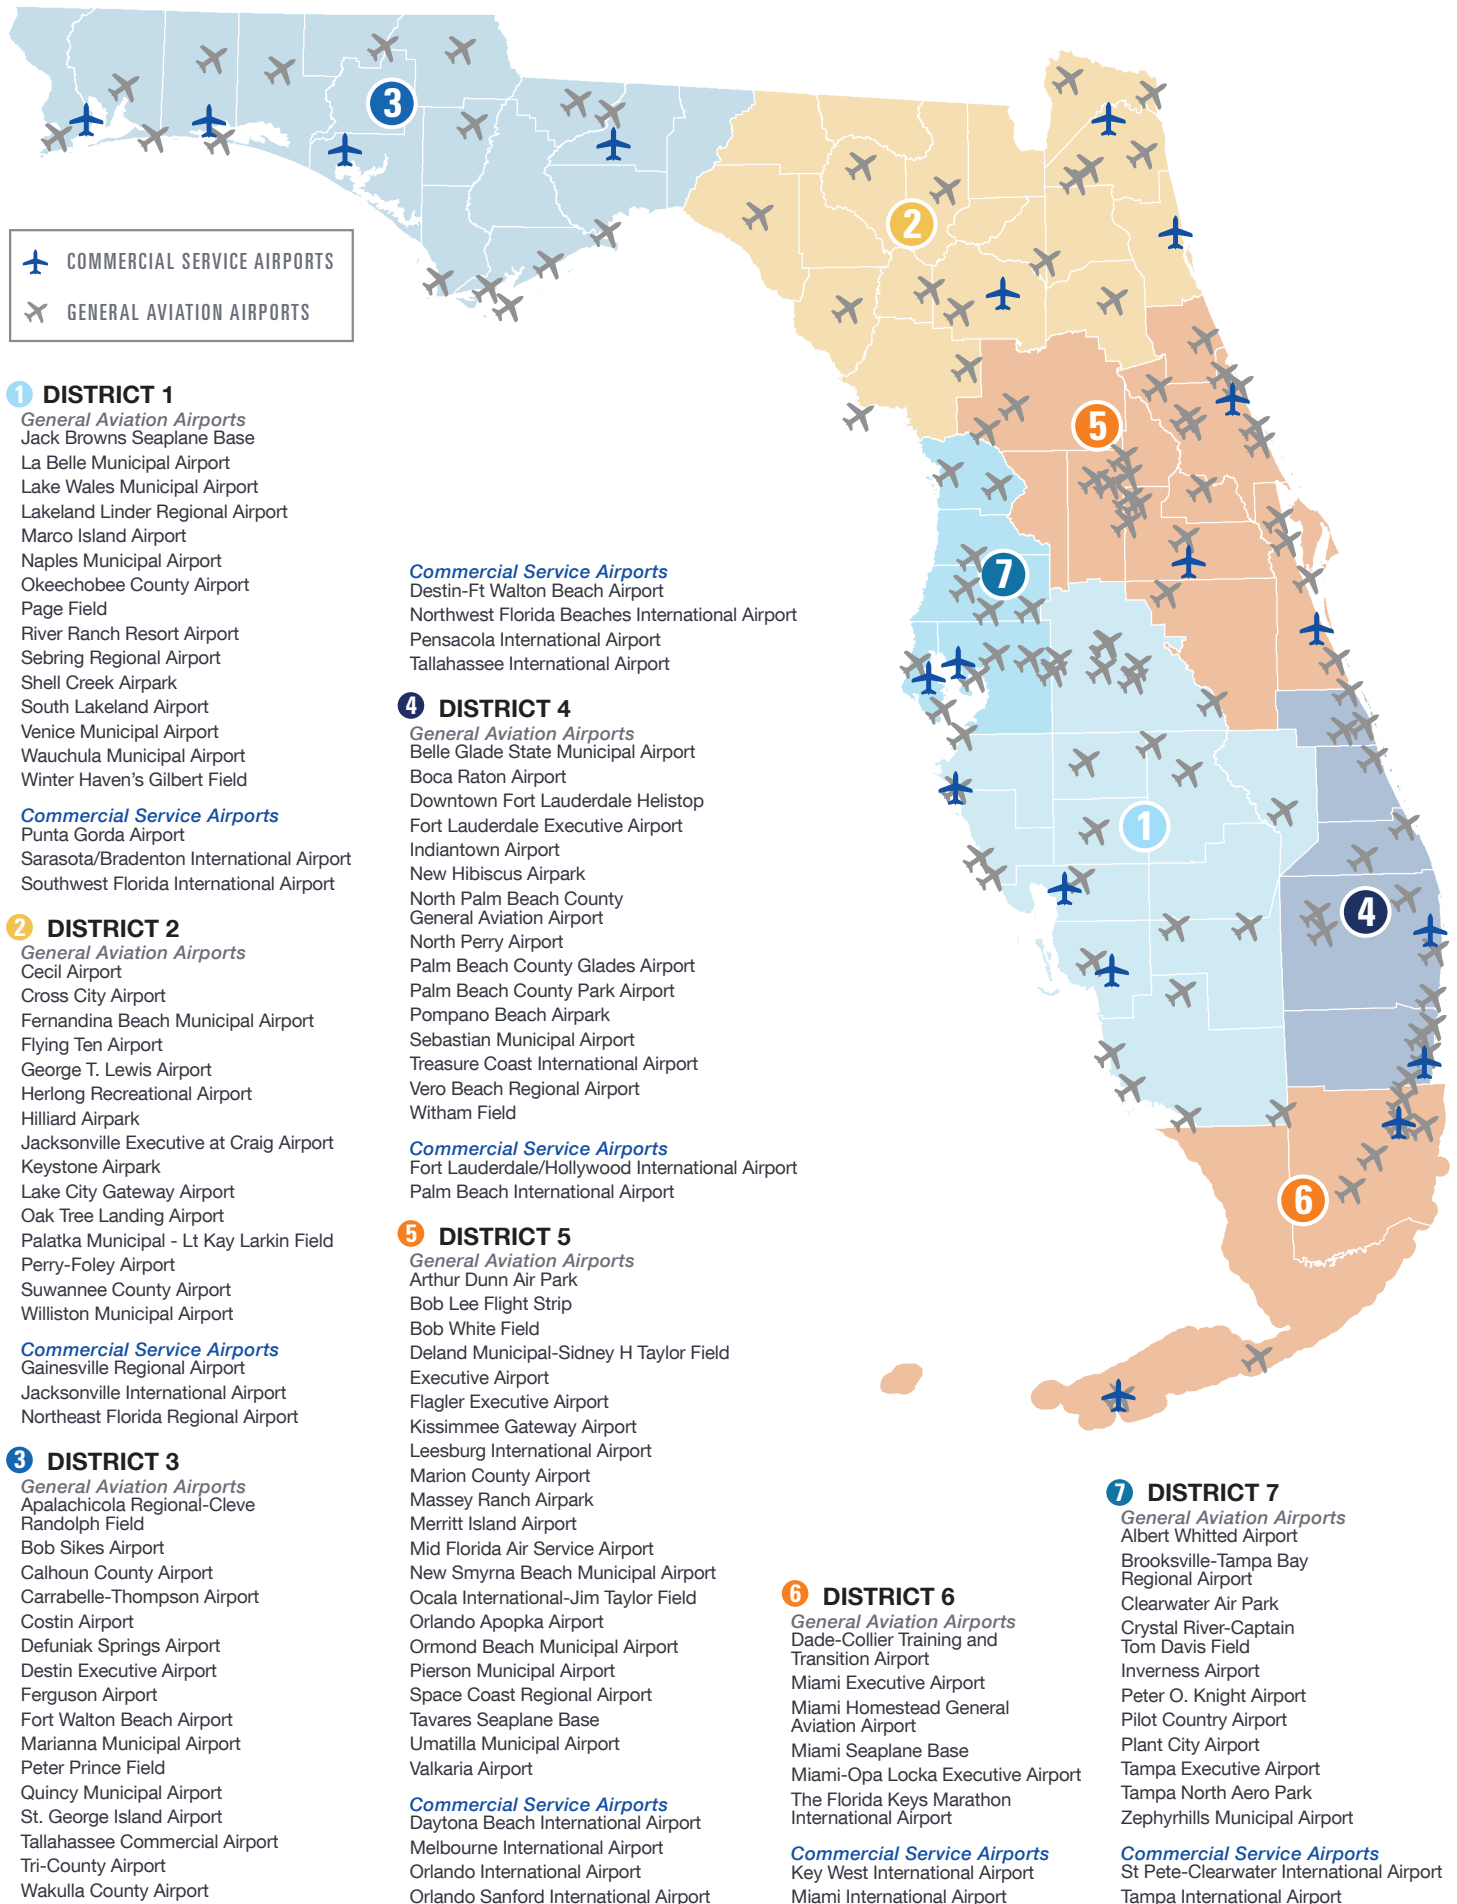 3
2
5
7
1
4
6
COMMERCIAL SERVICE AIRPORTS
GENERAL AVIATION AIRPORTS
1 DISTRICT 1
General Aviation Airports
Jack Browns Seaplane Base
La Belle Municipal Airport
Lake Wales Municipal Airport
Lakeland Linder Regional Airport
Marco Island Airport
Naples Municipal Airport
Okeechobee County Airport
Page Field
River Ranch Resort Airport
Sebring Regional Airport
Shell Creek Airpark
South Lakeland Airport
Venice Municipal Airport
Wauchula Municipal Airport
Winter Haven's Gilbert Field
Commercial Service Airports
Punta Gorda Airport
Sarasota/Bradenton International Airport
Southwest Florida International Airport
2 DISTRICT 2
General Aviation Airports
Cecil Airport
Cross City Airport
Fernandina Beach Municipal Airport
Flying Ten Airport
George T. Lewis Airport
Herlong Recreational Airport
Hilliard Airpark
Jacksonville Executive at Craig Airport
Keystone Airpark
Lake City Gateway Airport
Oak Tree Landing Airport
Palatka Municipal - Lt Kay Larkin Field
Perry-Foley Airport
Suwannee County Airport
Williston Municipal Airport
Commercial Service Airports
Gainesville Regional Airport
Jacksonville International Airport
Northeast Florida Regional Airport
3 DISTRICT 3
General Aviation Airports
Apalachicola Regional-Cleve
Randolph Field
Bob Sikes Airport
Calhoun County Airport
Carrabelle-Thompson Airport
Costin Airport
Defuniak Springs Airport
Destin Executive Airport
Ferguson Airport
Fort Walton Beach Airport
Marianna Municipal Airport
Peter Prince Field
Quincy Municipal Airport
St. George Island Airport
Tallahassee Commercial Airport
Tri-County Airport
Wakulla County Airport
Commercial Service Airports
Destin-Ft Walton Beach Airport
Northwest Florida Beaches International Airport
Pensacola International Airport
Tallahassee International Airport
4 DISTRICT 4
General Aviation Airports
Belle Glade State Municipal Airport
Boca Raton Airport
Downtown Fort Lauderdale Helistop
Fort Lauderdale Executive Airport
Indiantown Airport
New Hibiscus Airpark
North Palm Beach County
General Aviation Airport
North Perry Airport
Palm Beach County Glades Airport
Palm Beach County Park Airport
Pompano Beach Airpark
Sebastian Municipal Airport
Treasure Coast International Airport
Vero Beach Regional Airport
Witham Field
Commercial Service Airports
Fort Lauderdale/Hollywood International Airport
Palm Beach International Airport
5 DISTRICT 5
General Aviation Airports
Arthur Dunn Air Park
Bob Lee Flight Strip
Bob White Field
Deland Municipal-Sidney H Taylor Field
Executive Airport
Flagler Executive Airport
Kissimmee Gateway Airport
Leesburg International Airport
Marion County Airport
Massey Ranch Airpark
Merritt Island Airport
Mid Florida Air Service Airport
New Smyrna Beach Municipal Airport
Ocala International-Jim Taylor Field
Orlando Apopka Airport
Ormond Beach Municipal Airport
Pierson Municipal Airport
Space Coast Regional Airport
Tavares Seaplane Base
Umatilla Municipal Airport
Valkaria Airport
Commercial Service Airports
Daytona Beach International Airport
Melbourne International Airport
Orlando International Airport
Orlando Sanford International Airport
6 DISTRICT 6
General Aviation Airports
Dade-Collier Training and
Transition Airport
Miami Executive Airport
Miami Homestead General
Aviation Airport
Miami Seaplane Base
Miami-Opa Locka Executive Airport
The Florida Keys Marathon
International Airport
Commercial Service Airports
Key West International Airport
Miami International Airport
7 DISTRICT 7
General Aviation Airports
Albert Whitted Airport
Brooksville-Tampa Bay
Regional Airport
Clearwater Air Park
Crystal River-Captain
Tom Davis Field
Inverness Airport
Peter O. Knight Airport
Pilot Country Airport
Plant City Airport
Tampa Executive Airport
Tampa North Aero Park
Zephyrhills Municipal Airport
Commercial Service Airports
St Pete-Clearwater International Airport
Tampa International Airport